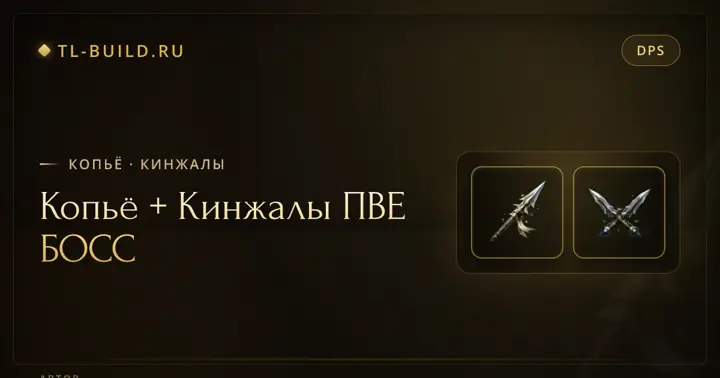 TL-BUILD.RU
DPS
КОПЬЁ · КИНЖАЛЫ
Копьё + Кинжалы ПВЕ
БОСС